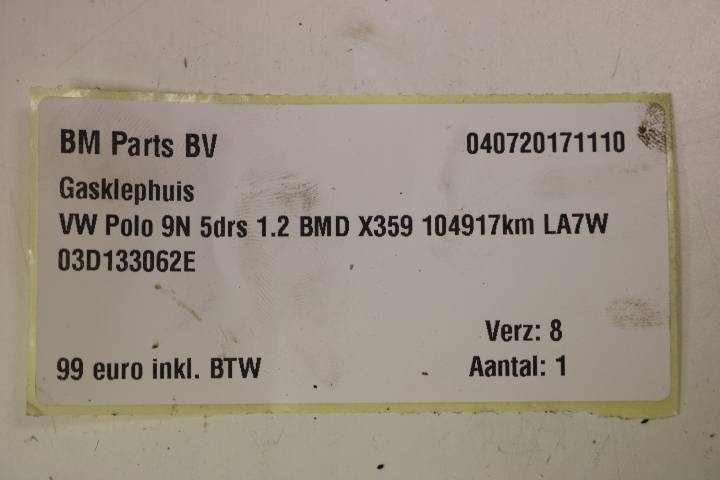 BM Parts BV 040720171110
Gasklephuis
VW Polo 9N 5drs 1.2 BMD X359 104917km LA7W
03D133062E
Verz: 8
99 euro inkl. BTW Aantal: 1